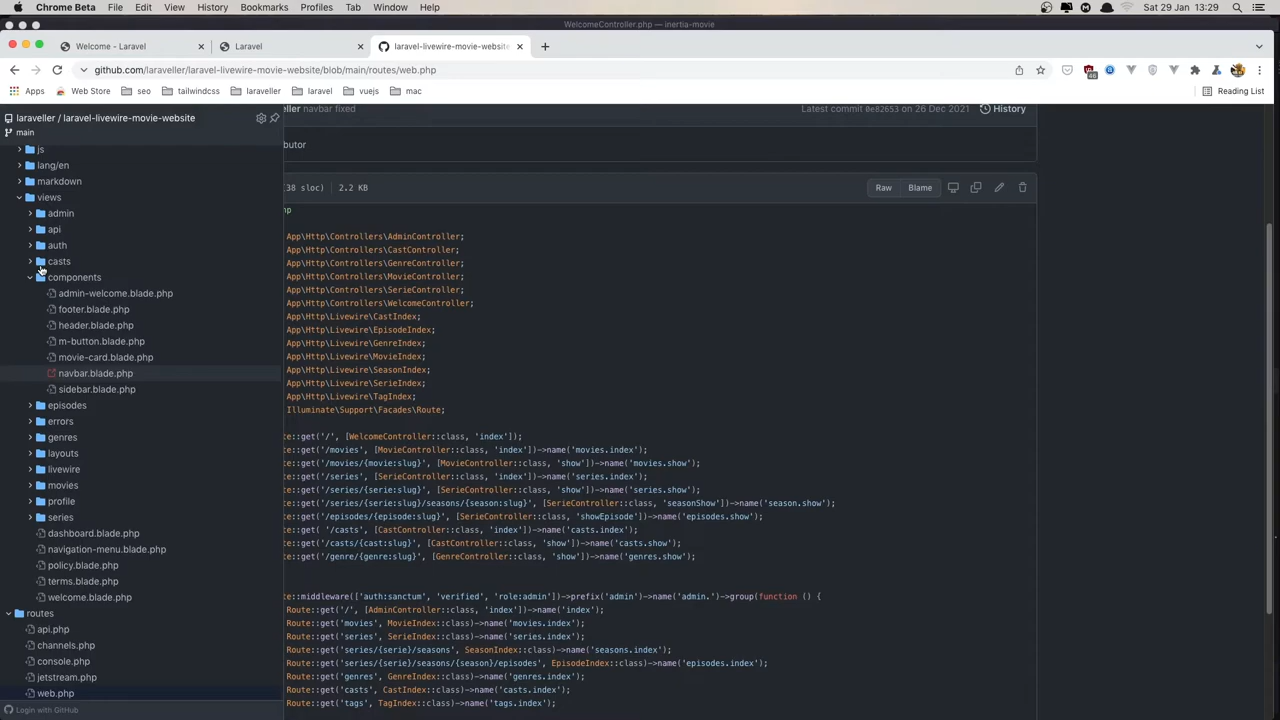 Chrome Beta File Edit View History Bookmarks Profiles Tab Window Help Sat 29 Jan 13:29
WelcomeController.php — inertia-movie
Welcome - Laravel
Laravel
laravel-livewire-movie-website
github.com/laraveller/laravel-livewire-movie-website/blob/main/routes/web.php
Apps Web Store seo tailwindcss laraveller laravel vuejs mac Reading List
laraveller / laravel-livewire-movie-website
main
js
lang/en
markdown
views
admin
api
auth
casts
components
admin-welcome.blade.php
footer.blade.php
header.blade.php
m-button.blade.php
movie-card.blade.php
navbar.blade.php
sidebar.blade.php
episodes
errors
genres
layouts
livewire
movies
profile
series
dashboard.blade.php
navigation-menu.blade.php
policy.blade.php
terms.blade.php
welcome.blade.php
routes
api.php
channels.php
console.php
jetstream.php
web.php
Login with GitHub
eller navbar fixed Latest commit 0e82653 on 26 Dec 2021 History
butor
(38 sloc) 2.2 KB Raw Blame
hp
App\Http\Controllers\AdminController;
App\Http\Controllers\CastController;
App\Http\Controllers\GenreController;
App\Http\Controllers\MovieController;
App\Http\Controllers\SerieController;
App\Http\Controllers\WelcomeController;
App\Http\Livewire\CastIndex;
App\Http\Livewire\EpisodeIndex;
App\Http\Livewire\GenreIndex;
App\Http\Livewire\MovieIndex;
App\Http\Livewire\SeasonIndex;
App\Http\Livewire\SerieIndex;
App\Http\Livewire\TagIndex;
Illuminate\Support\Facades\Route;
te::get('/', [WelcomeController::class, 'index']);
te::get('/movies', [MovieController::class, 'index'])->name('movies.index');
te::get('/movies/{movie:slug}', [MovieController::class, 'show'])->name('movies.show');
te::get('/series', [SerieController::class, 'index'])->name('series.index');
te::get('/series/{serie:slug}', [SerieController::class, 'show'])->name('series.show');
te::get('/series/{serie:slug}/seasons/{season:slug}', [SerieController::class, 'seasonShow'])->name('season.show');
te::get('/episodes/{episode:slug}', [SerieController::class, 'showEpisode'])->name('episodes.show');
te::get('/casts', [CastController::class, 'index'])->name('casts.index');
te::get('/casts/{cast:slug}', [CastController::class, 'show'])->name('casts.show');
te::get('/genre/{genre:slug}', [GenreController::class, 'show'])->name('genres.show');
te::middleware(['auth:sanctum', 'verified', 'role:admin'])->prefix('admin')->name('admin.')->group(function () {
Route::get('/', [AdminController::class, 'index'])->name('index');
Route::get('movies', MovieIndex::class)->name('movies.index');
Route::get('series', SerieIndex::class)->name('series.index');
Route::get('series/{serie}/seasons', SeasonIndex::class)->name('seasons.index');
Route::get('series/{serie}/seasons/{season}/episodes', EpisodeIndex::class)->name('episodes.index');
Route::get('genres', GenreIndex::class)->name('genres.index');
Route::get('casts', CastIndex::class)->name('casts.index');
Route::get('tags', TagIndex::class)->name('tags.index');